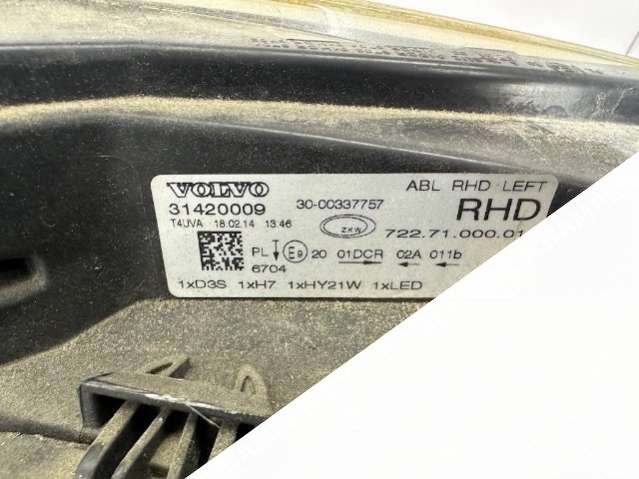 VOLVO ABL RHD LEFT
31420009 30-00337757 RHD
T4UVA 18.02.14 13:46 ZKW 722.71.000.01
PL E9 20 01DCR 02A 011b
6704
1xD3S 1xH7 1xHY21W 1xLED